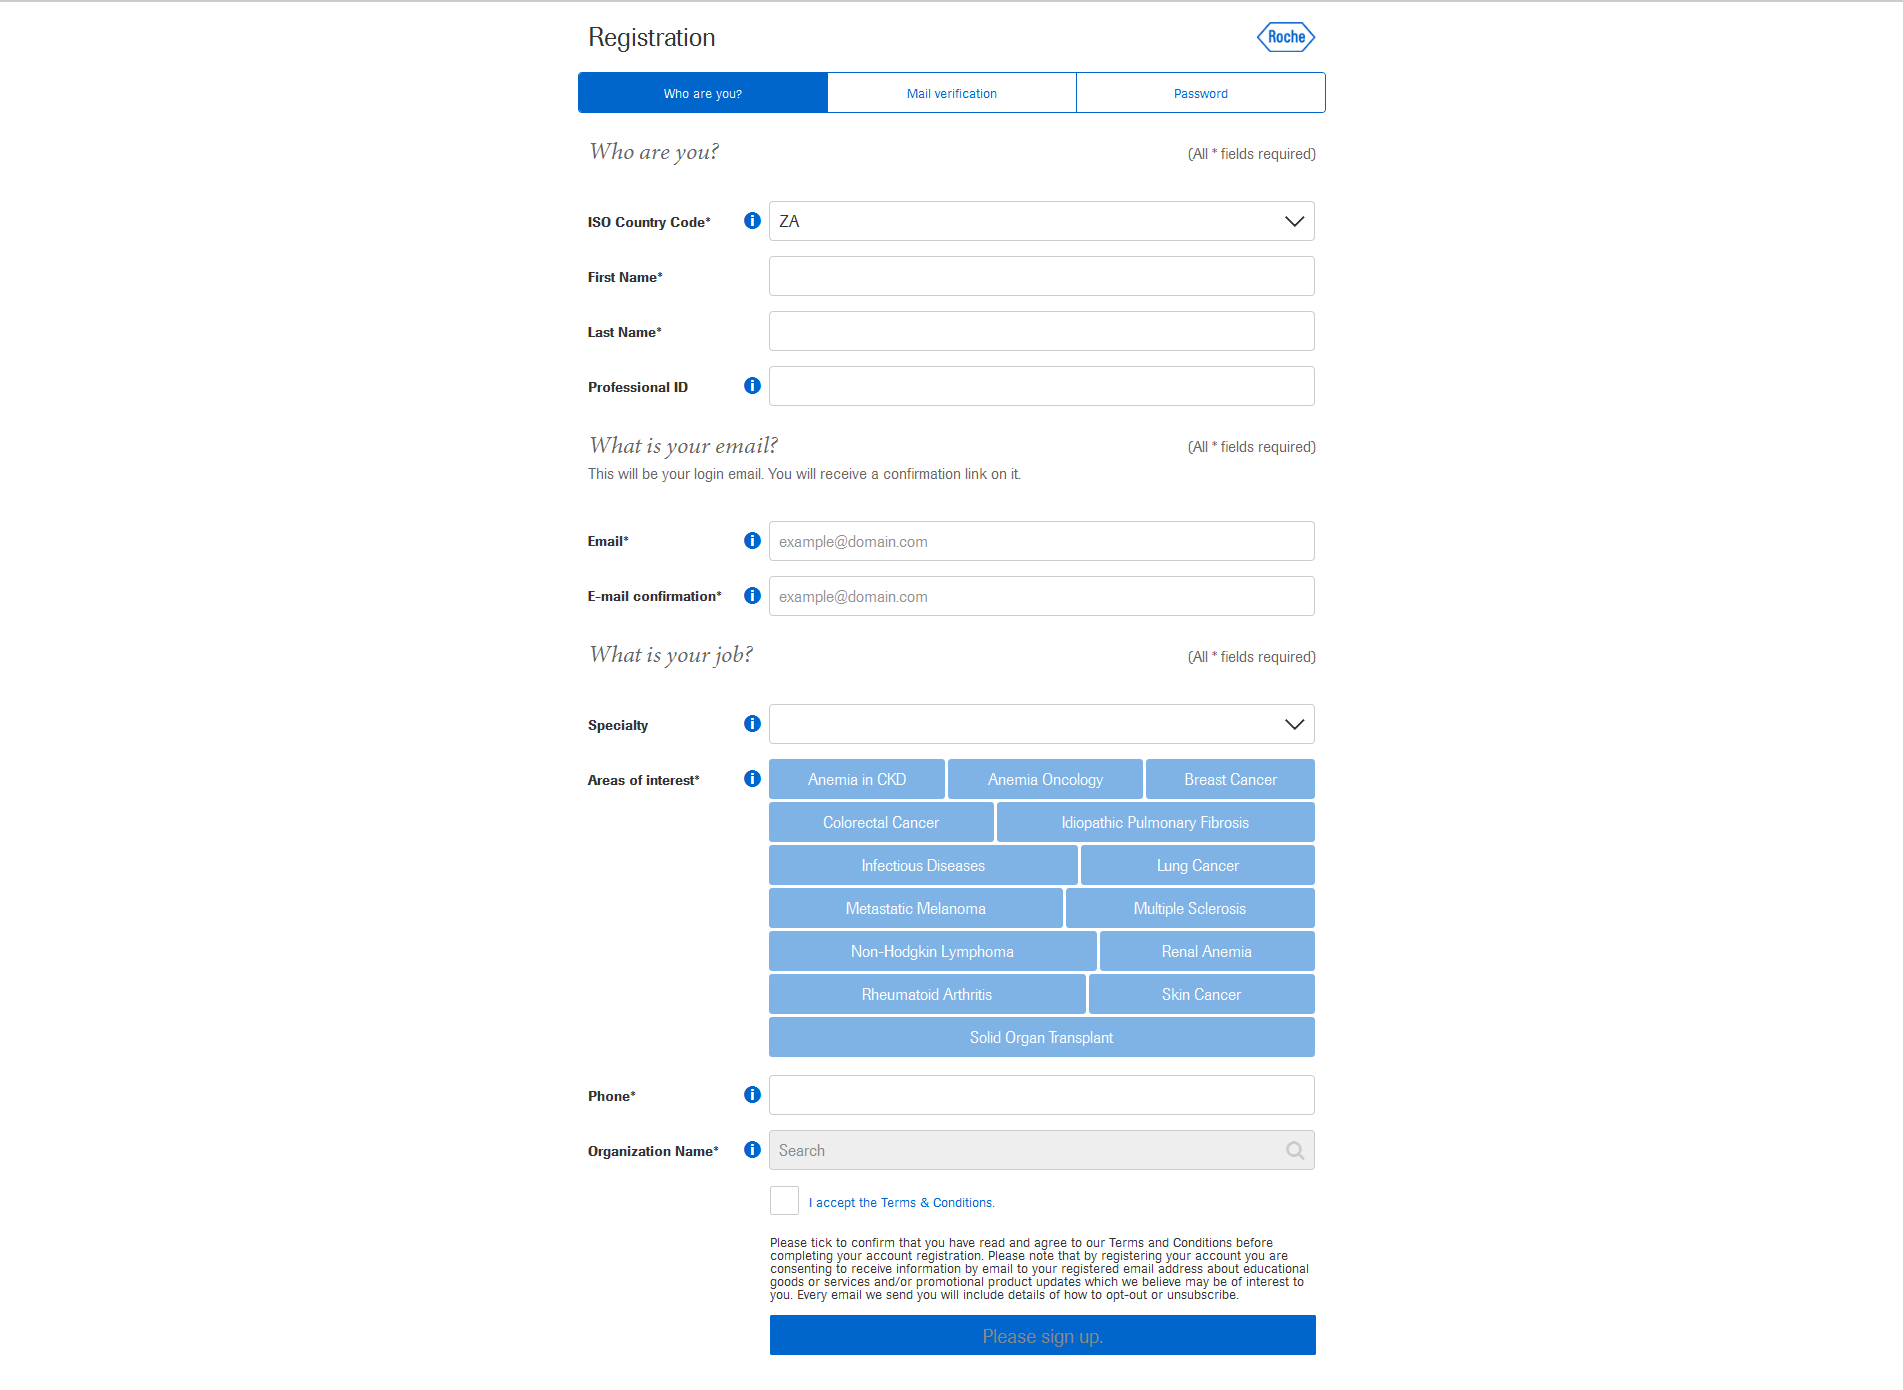 Registration
Roche
Who are you?
Mail verification
Password
Who are you?
(All * fields required)
ISO Country Code*
ZA
First Name*
Last Name*
Professional ID
What is your email?
(All * fields required)
This will be your login email. You will receive a confirmation link on it.
Email*
example@domain.com
E-mail confirmation*
example@domain.com
What is your job?
(All * fields required)
Specialty
Areas of interest*
Anemia in CKD
Anemia Oncology
Breast Cancer
Colorectal Cancer
Idiopathic Pulmonary Fibrosis
Infectious Diseases
Lung Cancer
Metastatic Melanoma
Multiple Sclerosis
Non-Hodgkin Lymphoma
Renal Anemia
Rheumatoid Arthritis
Skin Cancer
Solid Organ Transplant
Phone*
Organization Name*
Search
I accept the Terms & Conditions.
Please tick to confirm that you have read and agree to our Terms and Conditions before
completing your account registration. Please note that by registering your account you are
consenting to receive information by email to your registered email address about educational
goods or services and/or promotional product updates which we believe may be of interest to
you. Every email we send you will include details of how to opt-out or unsubscribe.
Please sign up.